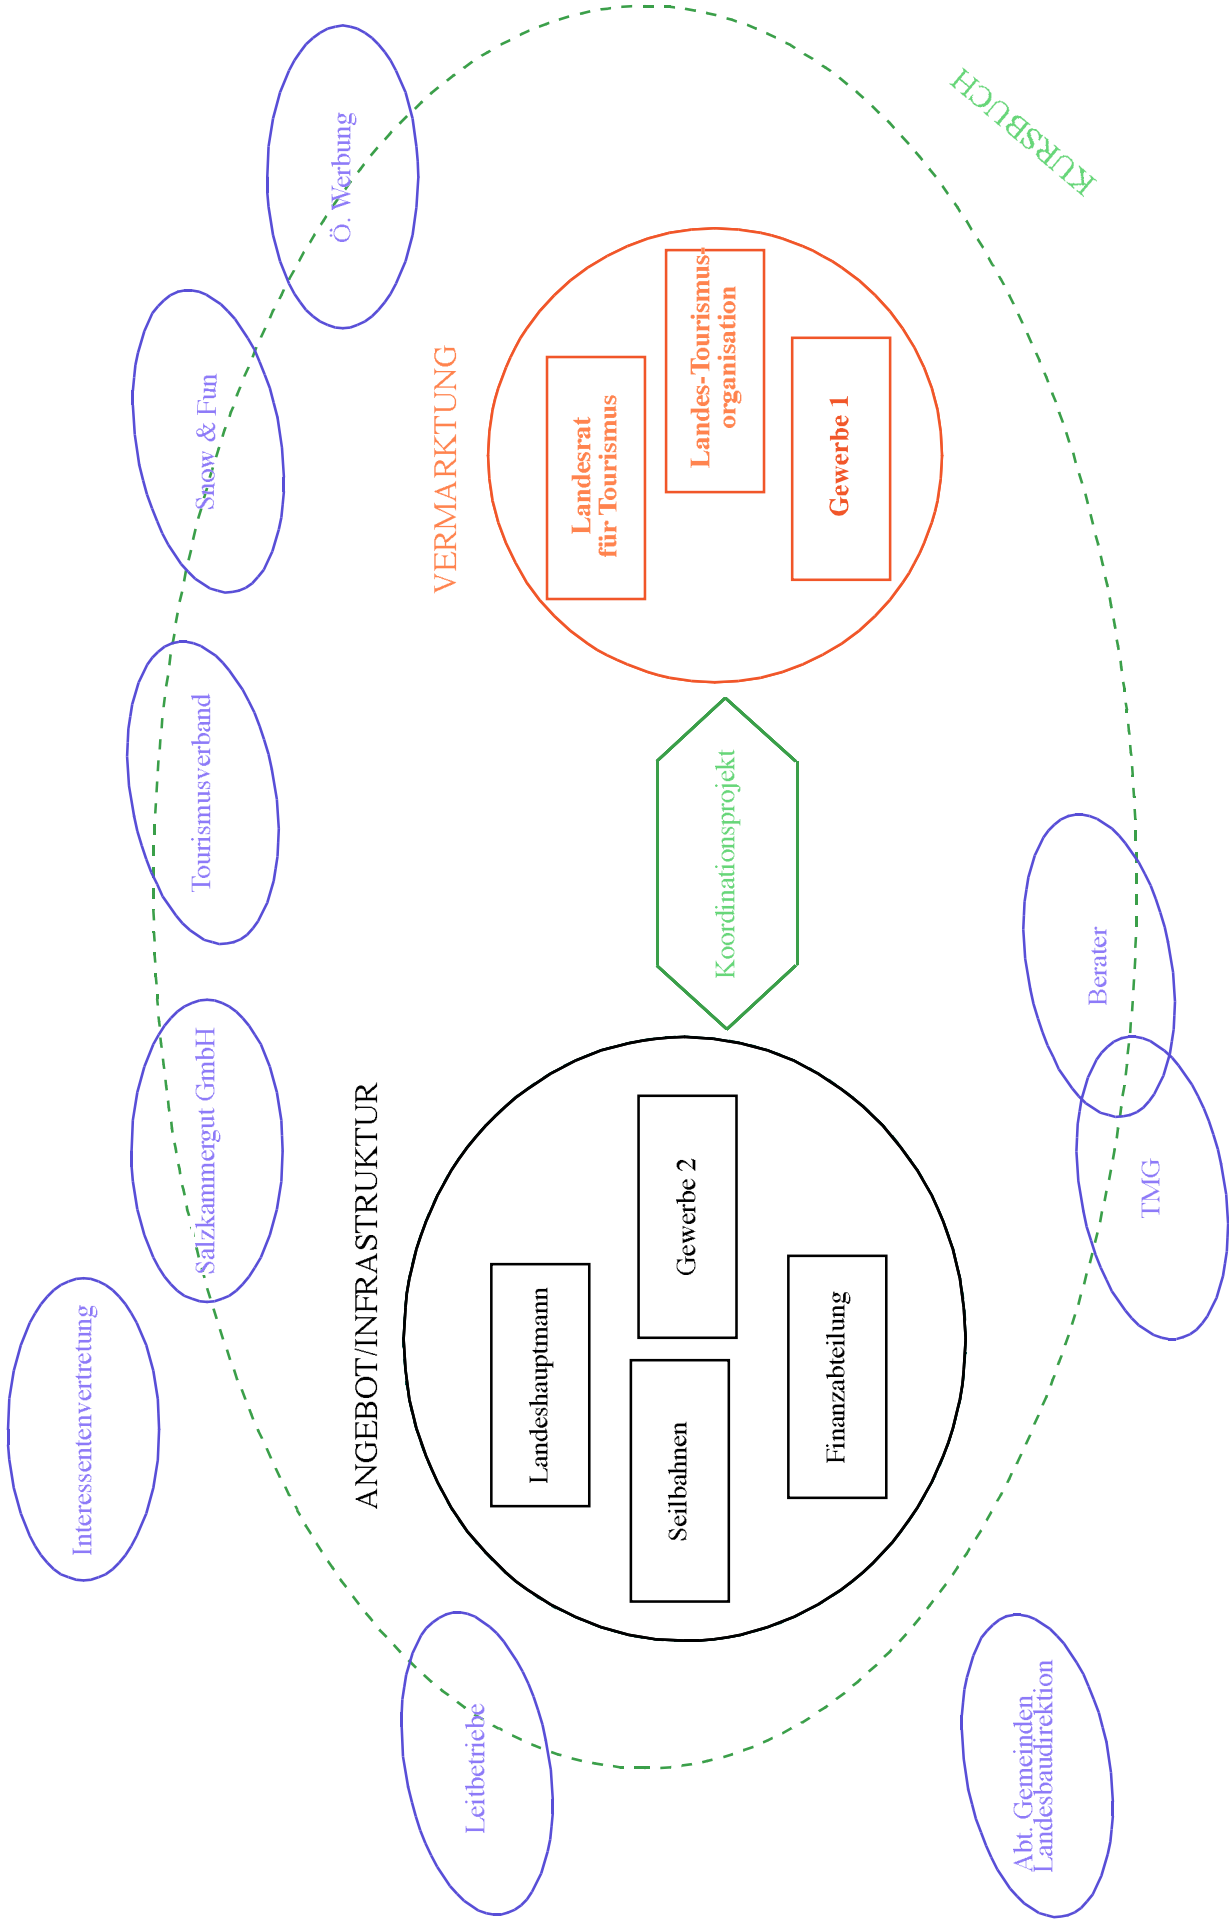 Interessentenvertretung
Salzkammergut GmbH
Tourismusverband
Snow & Fun
Ö. Werbung
ANGEBOT/INFRASTRUKTUR
VERMARKTUNG
Leitbetriebe
Landeshauptmann
Seilbahnen
Gewerbe 2
Finanzabteilung
Koordinationsprojekt
Landesrat
für Tourismus
Landes-Tourismus-
organisation
Gewerbe 1
KURSBUCH
Abt. Gemeinden
Landesbaudirektion
TMG
Berater